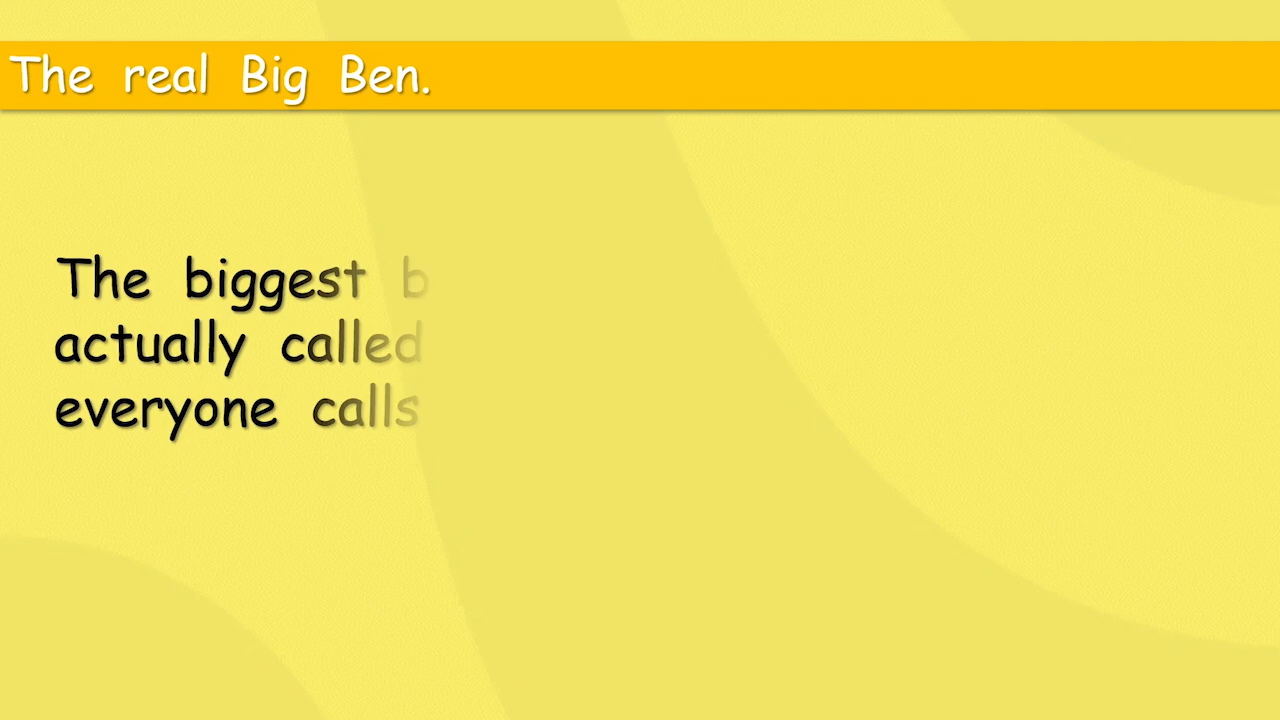 The real Big Ben.
The biggest b
actually called
everyone calls